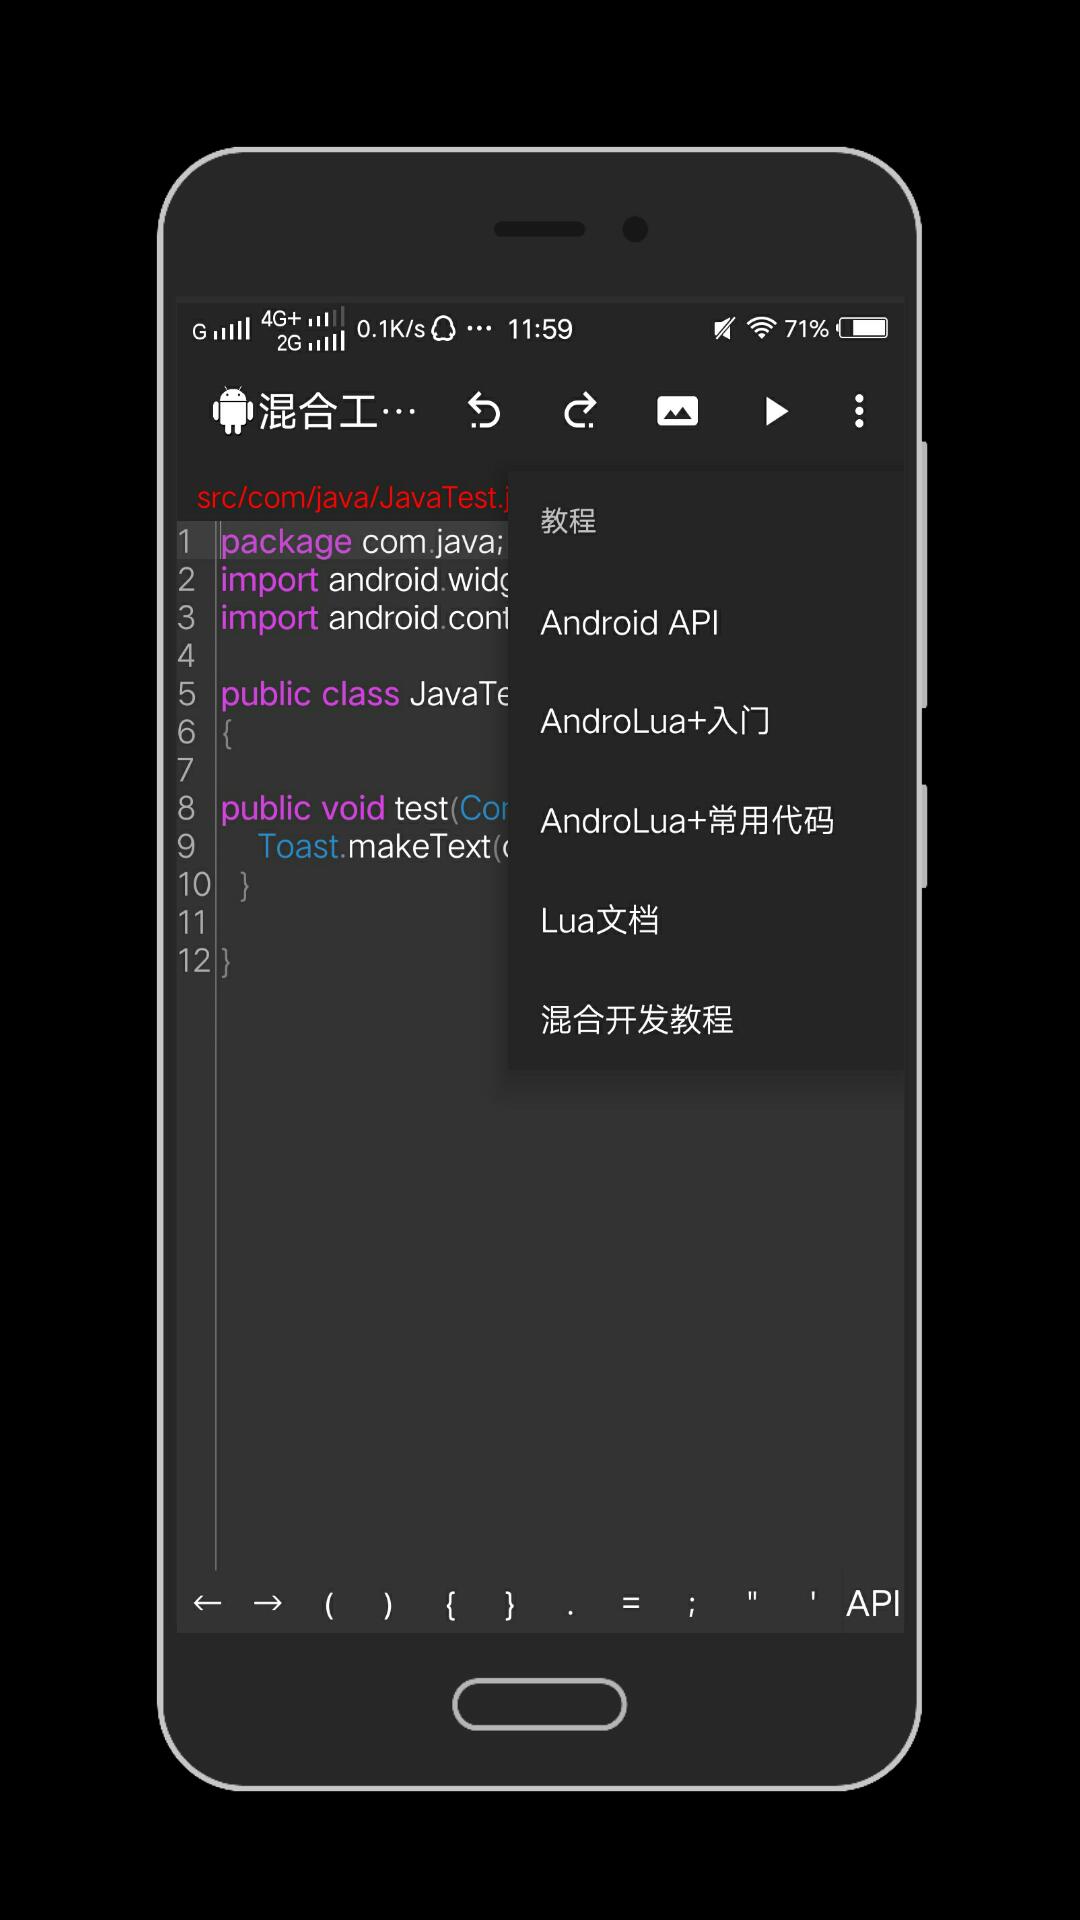 G 4G+ 2G 0.1K/s ··· 11:59 71%
混合工···
src/com/java/JavaTest.j
教程
Android API
AndroLua+入门
AndroLua+常用代码
Lua文档
混合开发教程
1 package com.java;
2 import android.widg
3 import android.cont
4
5 public class JavaTe
6 {
7
8 public void test(Con
9 Toast.makeText(c
10 }
11
12 }
← → ( ) { } . = ; " ' API